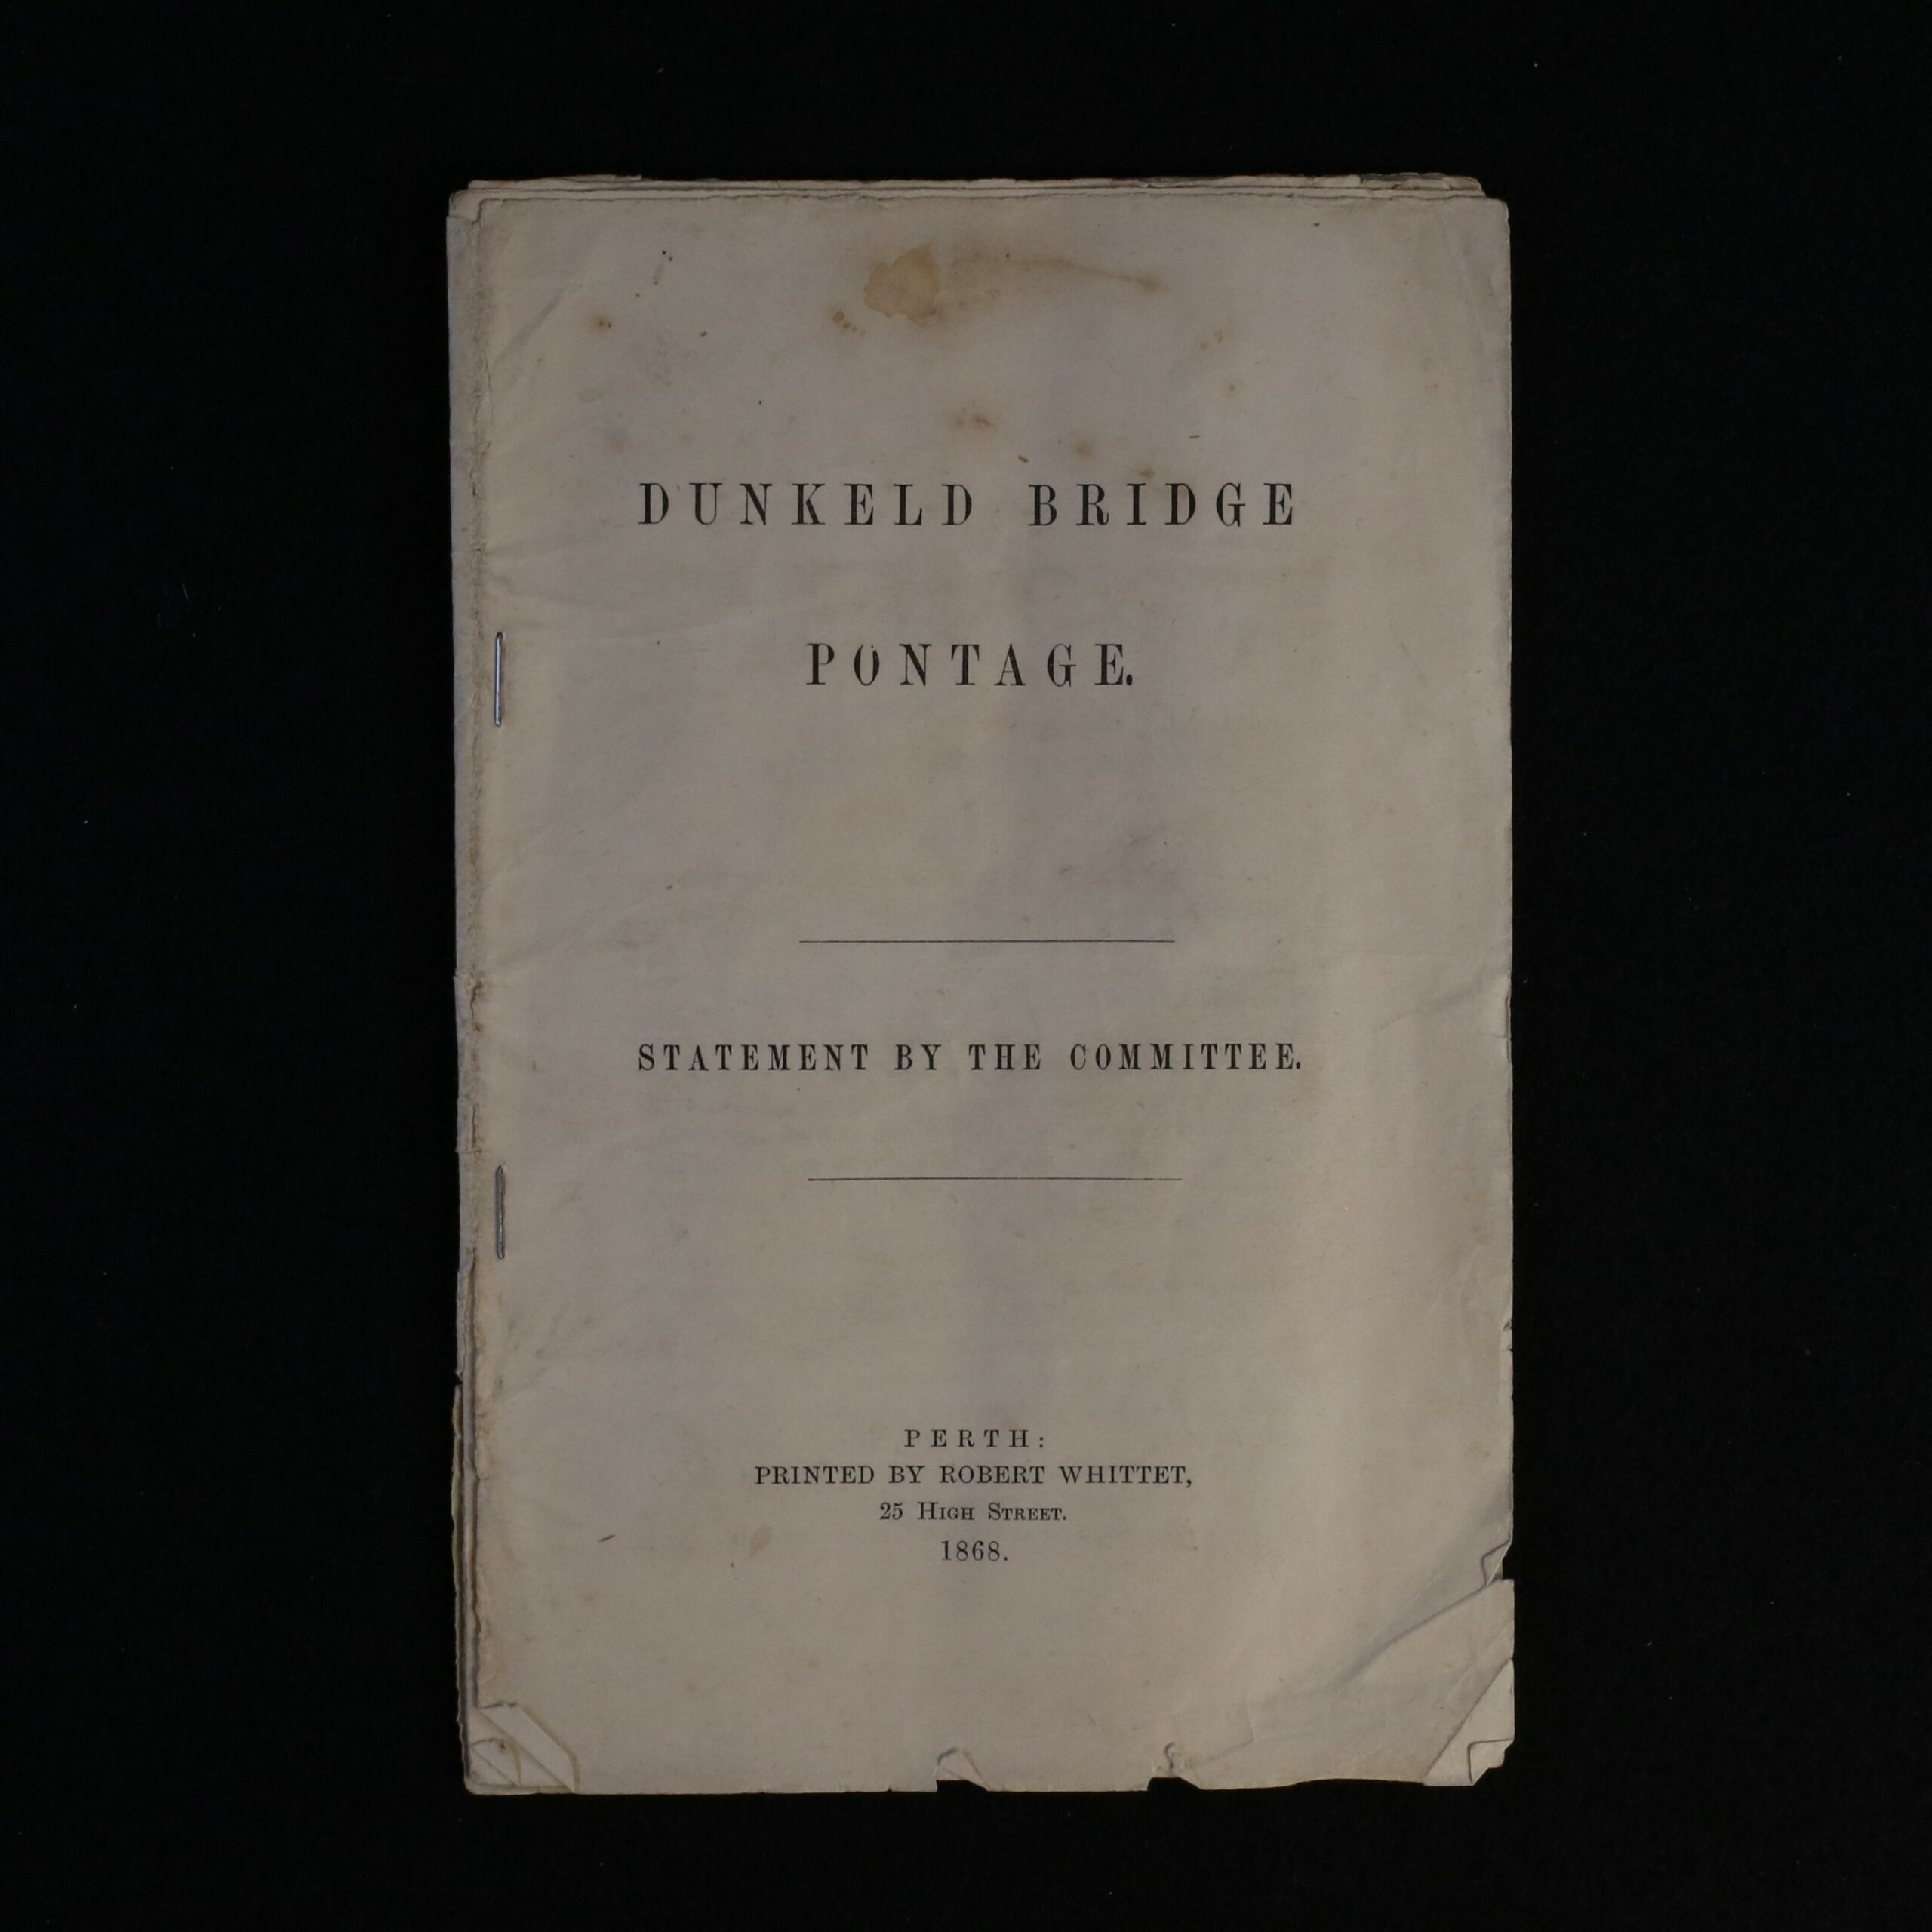 DUNKELD BRIDGE
PONTAGE.
STATEMENT BY THE COMMITTEE.
PERTH:
PRINTED BY ROBERT WHITTET,
25 HIGH STREET.
1868.